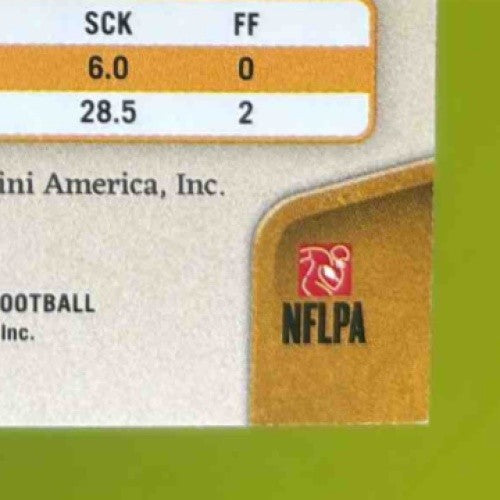 SCK FF
6.0 0
28.5 2
ini America, Inc.
OOTBALL
Inc.
NFLPA